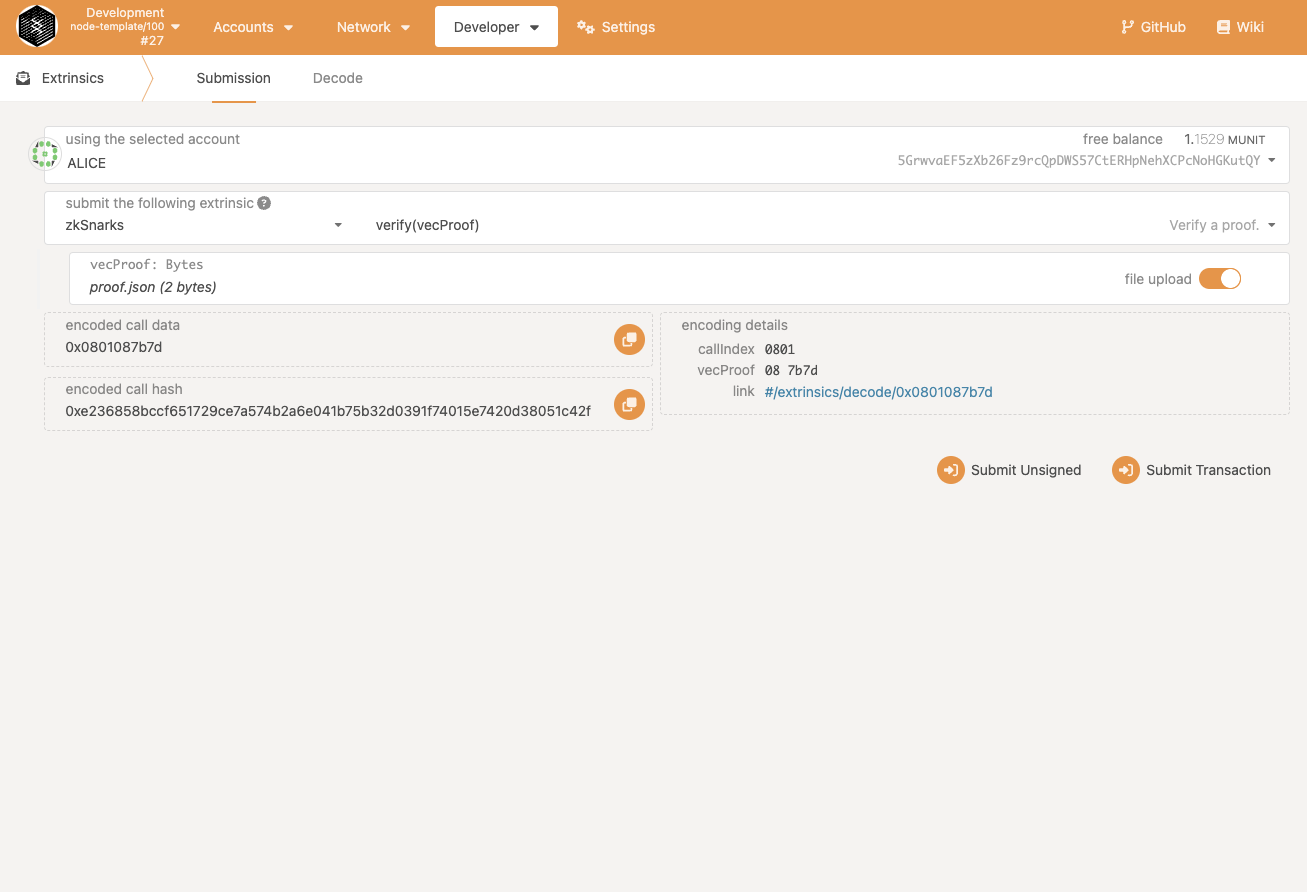 Development
node-template/100
#27
Accounts
Network
Developer
Settings
GitHub
Wiki
Extrinsics
Submission
Decode
using the selected account
ALICE
free balance 1.1529 MUNIT
5GrwvaEF5zXb26Fz9rcQpDWS57CtERHpNehXCPcNoHGKutQY
submit the following extrinsic ?
zkSnarks
verify(vecProof)
Verify a proof.
vecProof: Bytes
proof.json (2 bytes)
file upload
encoded call data
0x0801087b7d
encoded call hash
0xe236858bccf651729ce7a574b2a6e041b75b32d0391f74015e7420d38051c42f
encoding details
callIndex 0801
vecProof 08 7b7d
link #/extrinsics/decode/0x0801087b7d
Submit Unsigned
Submit Transaction